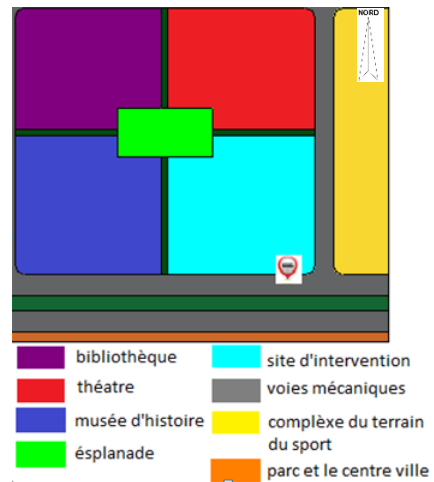 NORD
bibliothèque
site d'intervention
théatre
voies mécaniques
musée d'histoire
complèxe du terrain
du sport
ésplanade
parc et le centre ville